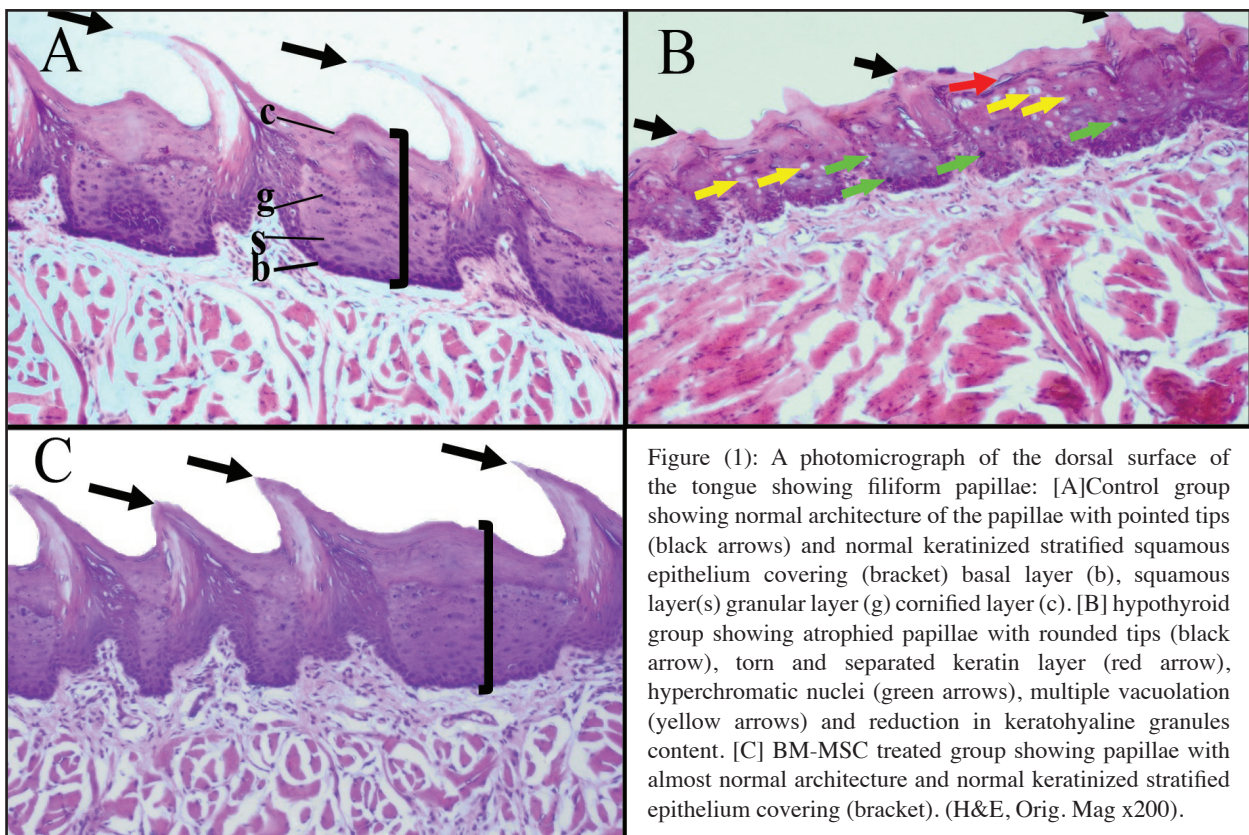 A
c
g
s
b
B
C
Figure (1): A photomicrograph of the dorsal surface of
the tongue showing filiform papillae: [A]Control group
showing normal architecture of the papillae with pointed tips
(black arrows) and normal keratinized stratified squamous
epithelium covering (bracket) basal layer (b), squamous
layer(s) granular layer (g) cornified layer (c). [B] hypothyroid
group showing atrophied papillae with rounded tips (black
arrow), torn and separated keratin layer (red arrow),
hyperchromatic nuclei (green arrows), multiple vacuolation
(yellow arrows) and reduction in keratohyaline granules
content. [C] BM-MSC treated group showing papillae with
almost normal architecture and normal keratinized stratified
epithelium covering (bracket). (H&E, Orig. Mag x200).